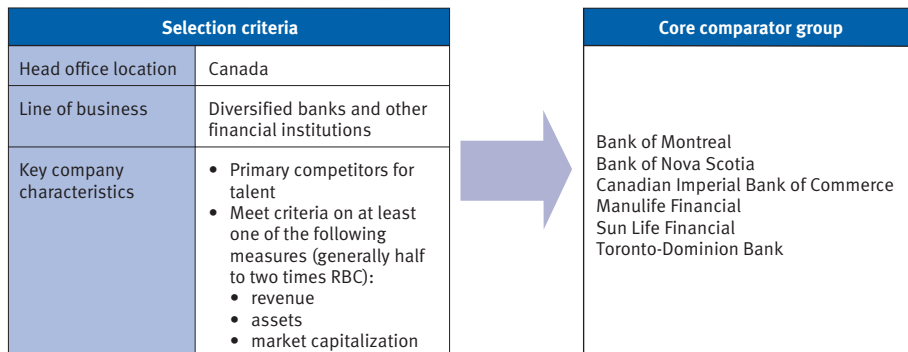 Selection criteria
Head office location
Canada
Line of business
Diversified banks and other
financial institutions
Key company
characteristics
• Primary competitors for
talent
• Meet criteria on at least
one of the following
measures (generally half
to two times RBC):
• revenue
• assets
• market capitalization
Core comparator group
Bank of Montreal
Bank of Nova Scotia
Canadian Imperial Bank of Commerce
Manulife Financial
Sun Life Financial
Toronto-Dominion Bank